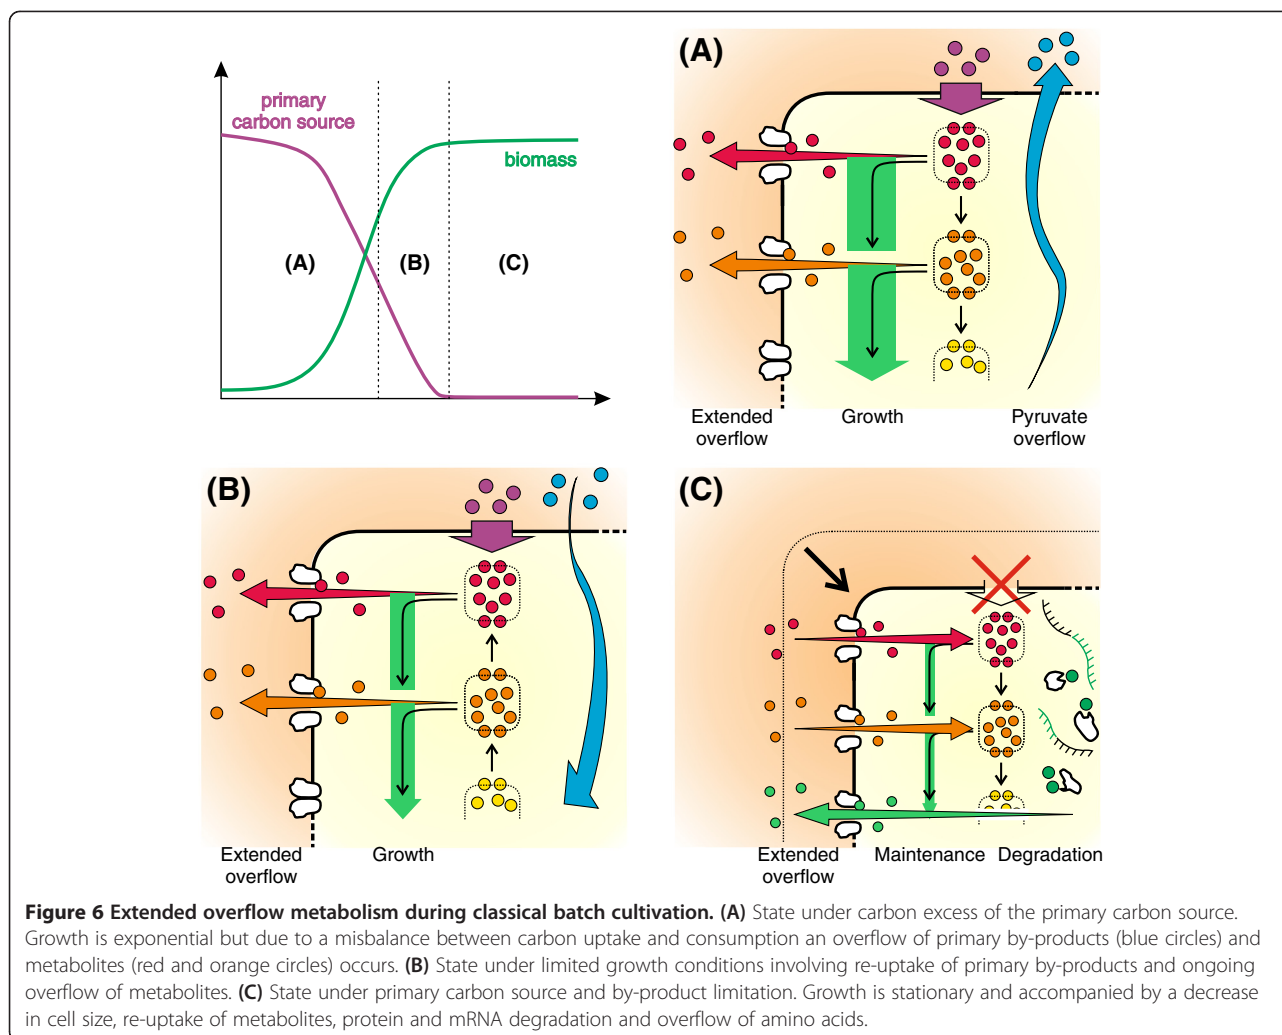 primary
carbon source
biomass
(A)
(B)
(C)
(A)
Extended
overflow
Growth
Pyruvate
overflow
(B)
Extended
overflow
Growth
(C)
Extended
overflow
Maintenance
Degradation
Figure 6 Extended overflow metabolism during classical batch cultivation. (A) State under carbon excess of the primary carbon source.
Growth is exponential but due to a misbalance between carbon uptake and consumption an overflow of primary by-products (blue circles) and
metabolites (red and orange circles) occurs. (B) State under limited growth conditions involving re-uptake of primary by-products and ongoing
overflow of metabolites. (C) State under primary carbon source and by-product limitation. Growth is stationary and accompanied by a decrease
in cell size, re-uptake of metabolites, protein and mRNA degradation and overflow of amino acids.